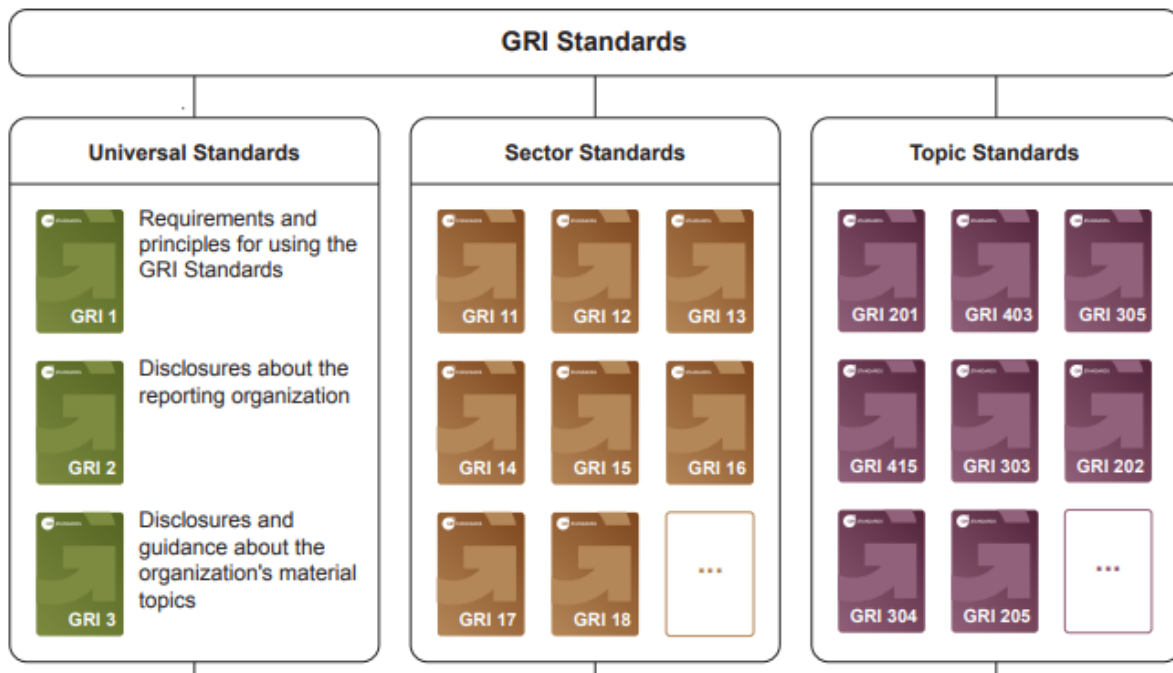 GRI Standards
Universal Standards
Requirements and
principles for using the
GRI Standards
GRI 1
Disclosures about the
reporting organization
GRI 2
Disclosures and
guidance about the
organization's material
topics
GRI 3
Sector Standards
GRI 11 GRI 12 GRI 13
GRI 14 GRI 15 GRI 16
GRI 17 GRI 18 ...
Topic Standards
GRI 201 GRI 403 GRI 305
GRI 415 GRI 303 GRI 202
GRI 304 GRI 205 ...